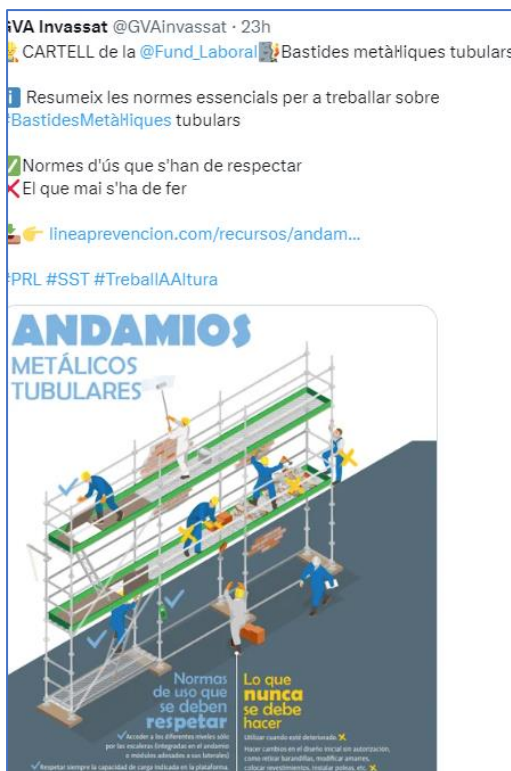 GVA Invassat @GVAinvassat · 23h
CARTELL de la @Fund_Laboral Bastides metàl·liques tubulars
Resumeix les normes essencials per a treballar sobre
#BastidesMetàl·liques tubulars
Normes d'ús que s'han de respectar
El que mai s'ha de fer
lineaprevencion.com/recursos/andam...
#PRL #SST #TreballAAltura
ANDAMIOS
METÁLICOS
TUBULARES
Normas
de uso que
se deben
respetar
Acceder a los diferentes niveles sólo
por las escaleras (integradas en el andamio
o módulos adosados a sus laterales)
Respetar siempre la capacidad de carga indicada en la plataforma.
Lo que
nunca
se debe
hacer
Utilizar cuando esté deteriorado.
Hacer cambios en el diseño inicial sin autorización,
como retirar barandillas, modificar amarres,
colocar revestimientos, instalar poleas, etc.